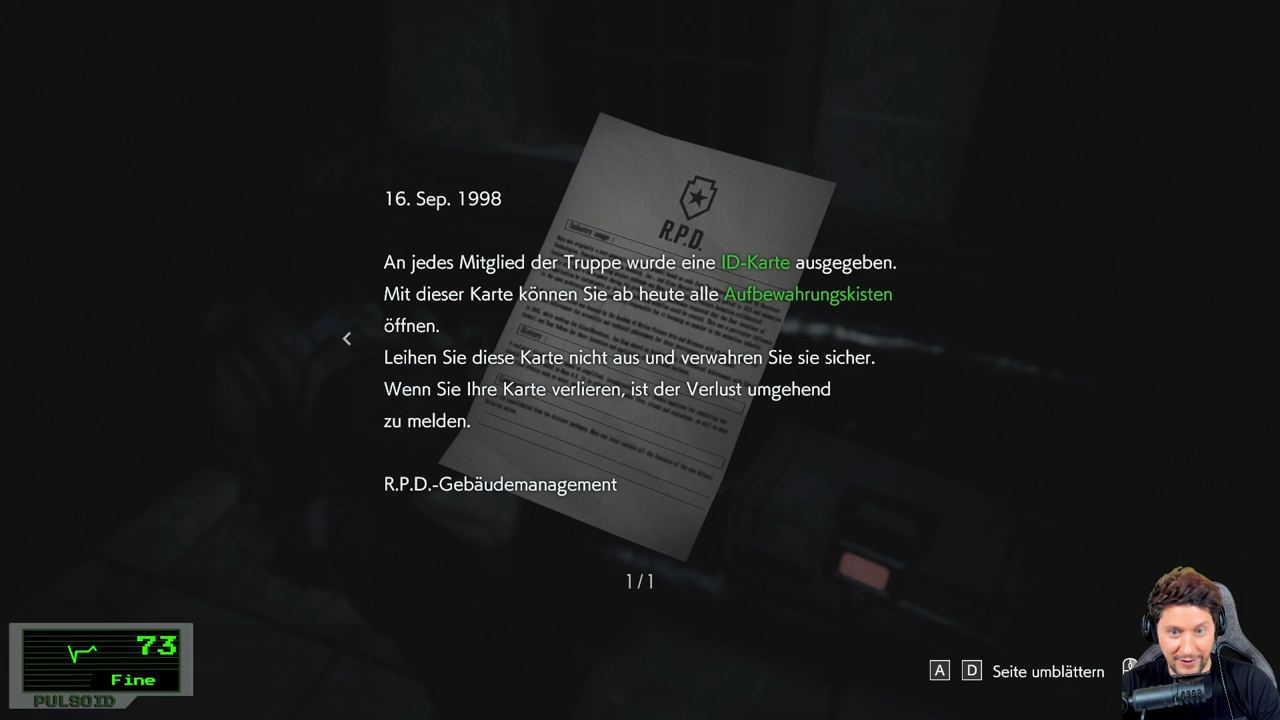 16. Sep. 1998
R.P.D.
An jedes Mitglied der Truppe wurde eine ID-Karte ausgegeben.
Mit dieser Karte können Sie ab heute alle Aufbewahrungskisten
öffnen.
Leihen Sie diese Karte nicht aus und verwahren Sie sie sicher.
Wenn Sie Ihre Karte verlieren, ist der Verlust umgehend
zu melden.
R.P.D.-Gebäudemanagement
1/1
73
Fine
PULSOID
A D Seite umblättern